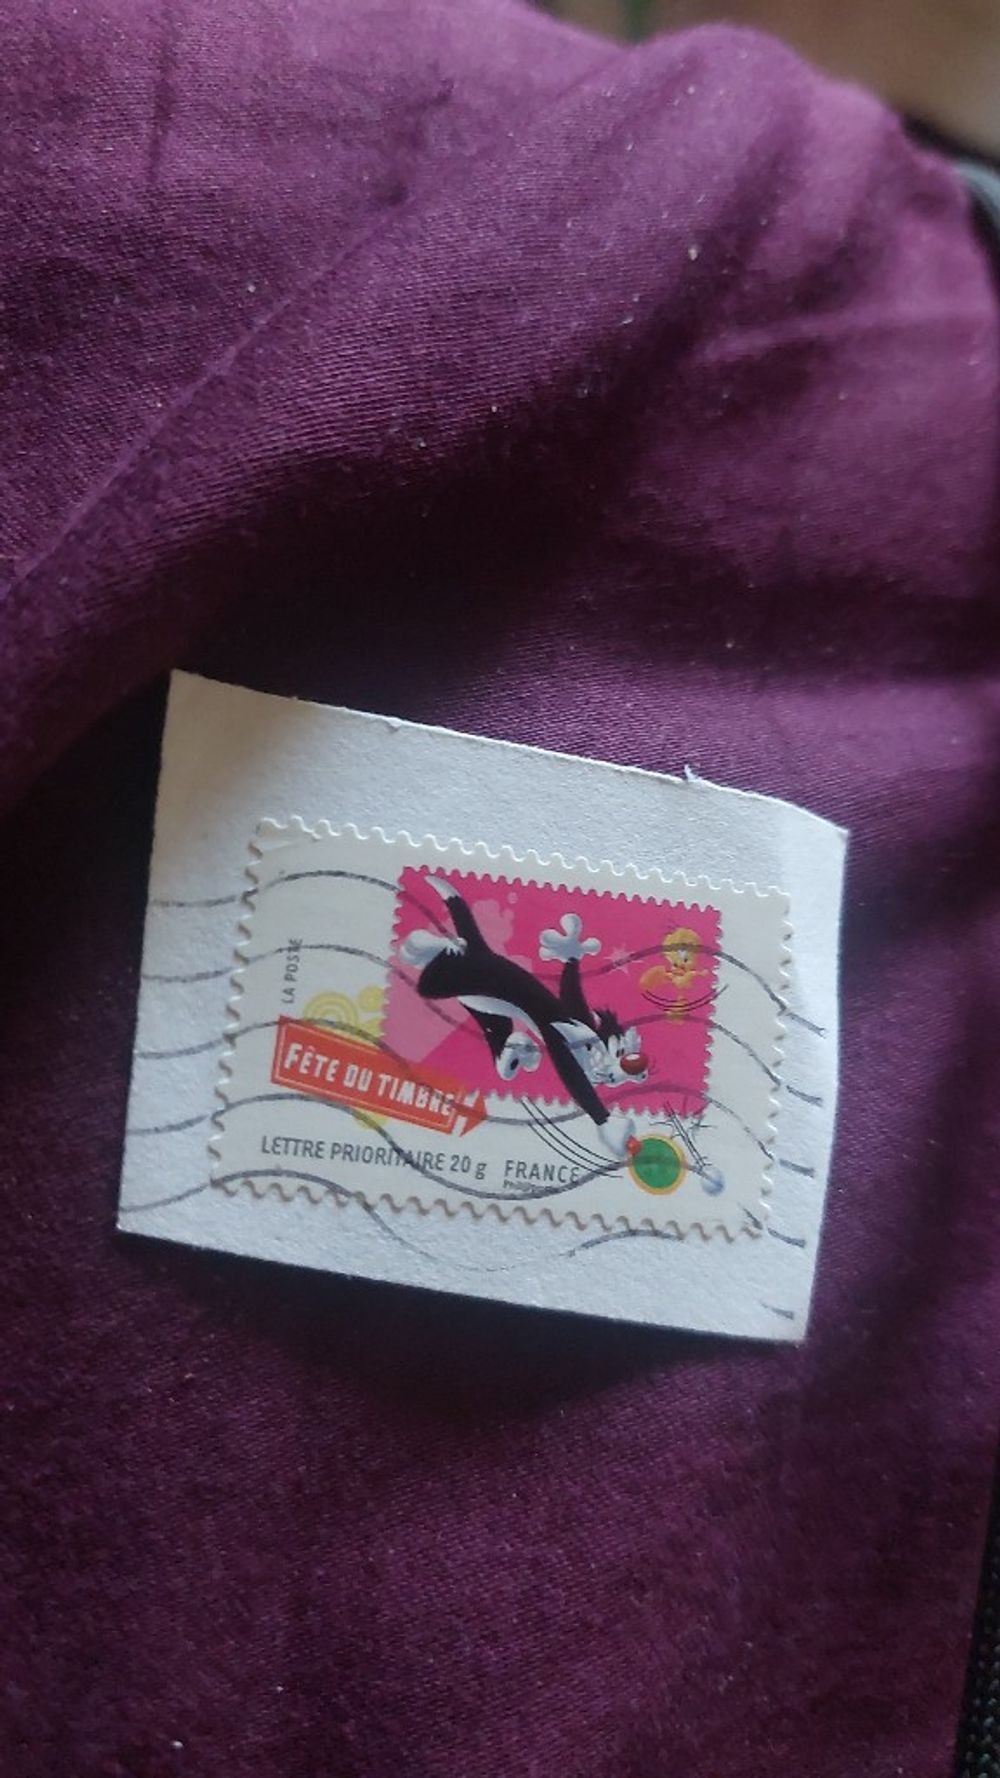 LA POSTE
FÊTE DU TIMBRE
LETTRE PRIORITAIRE 20 g FRANCE